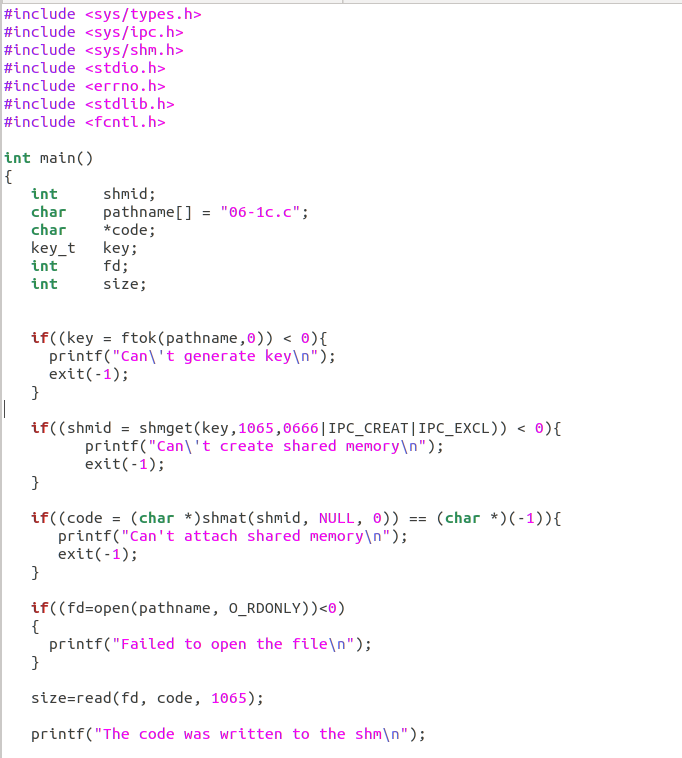 #include <sys/types.h>
#include <sys/ipc.h>
#include <sys/shm.h>
#include <stdio.h>
#include <errno.h>
#include <stdlib.h>
#include <fcntl.h>

int main()
{
   int     shmid;
   char    pathname[] = "06-1c.c";
   char    *code;
   key_t   key;
   int     fd;
   int     size;


   if((key = ftok(pathname,0)) < 0){
     printf("Can\'t generate key\n");
     exit(-1);
   }

   if((shmid = shmget(key,1065,0666|IPC_CREAT|IPC_EXCL)) < 0){
         printf("Can\'t create shared memory\n");
         exit(-1);
   }

   if((code = (char *)shmat(shmid, NULL, 0)) == (char *)(-1)){
      printf("Can't attach shared memory\n");
      exit(-1);
   }

   if((fd=open(pathname, O_RDONLY))<0)
   {
     printf("Failed to open the file\n");
   }

   size=read(fd, code, 1065);

   printf("The code was written to the shm\n");